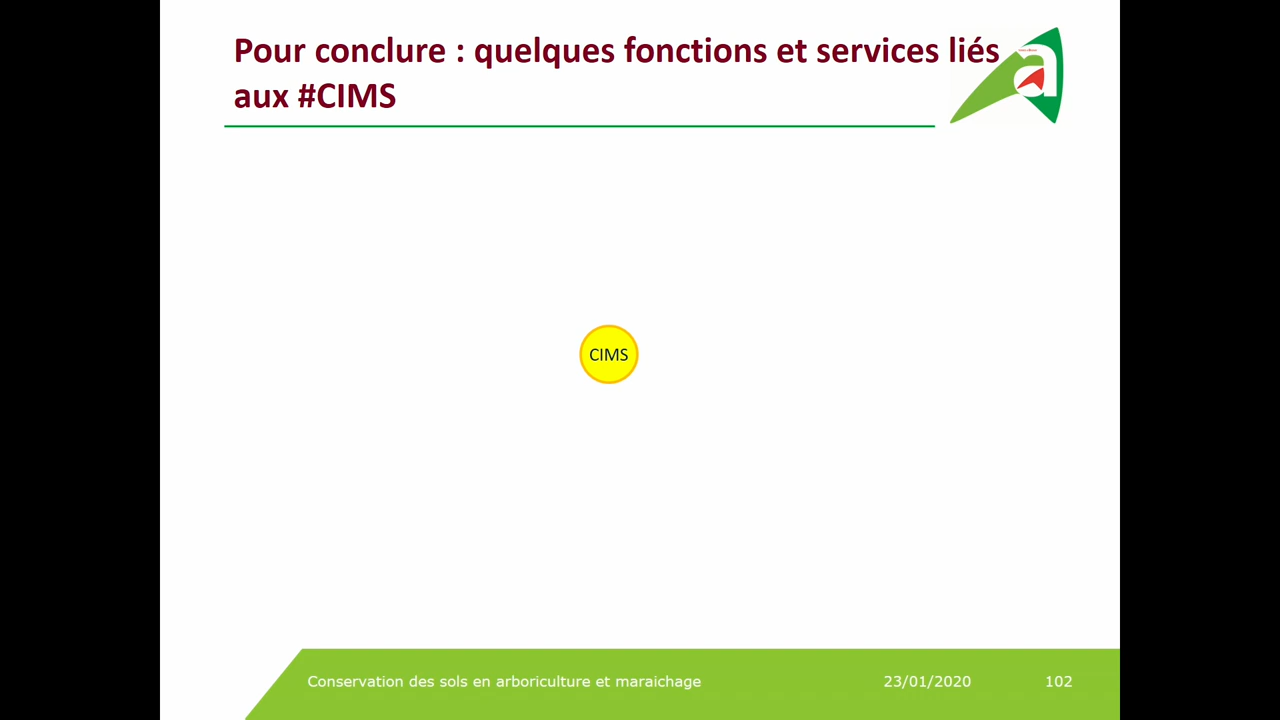 Pour conclure : quelques fonctions et services liés
aux #CIMS
CIMS
Conservation des sols en arboriculture et maraichage 23/01/2020 102